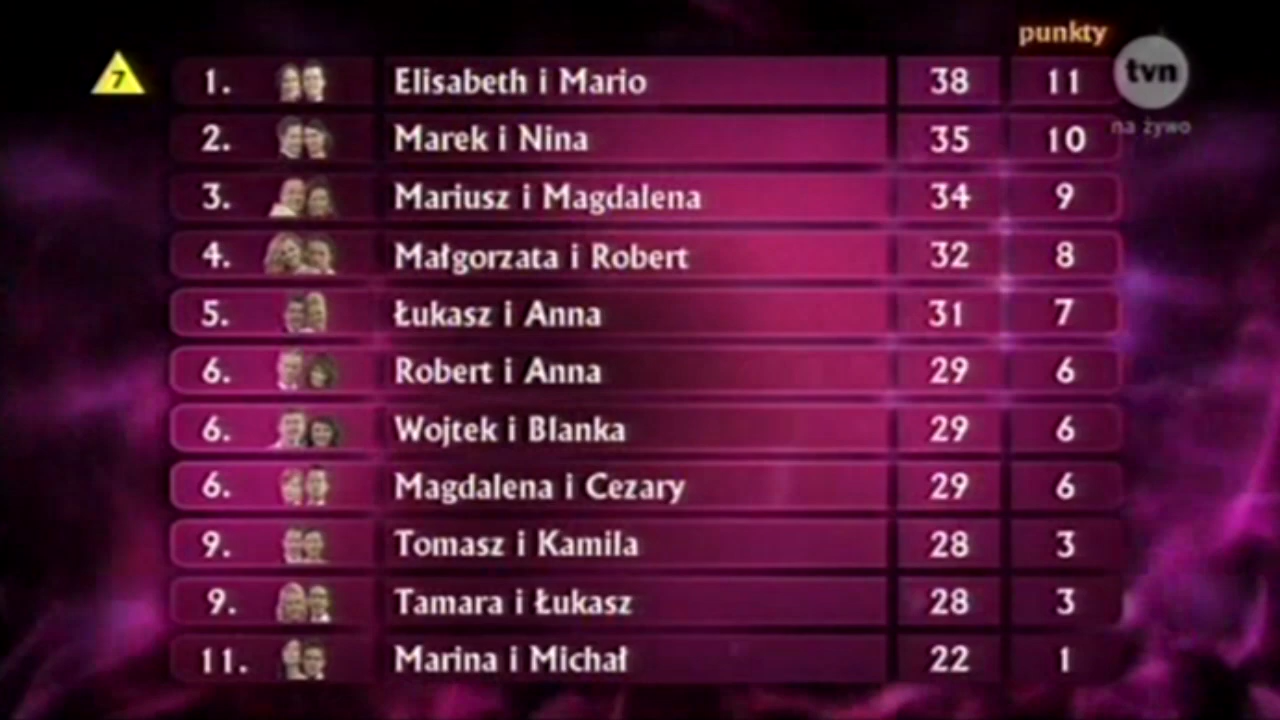 punkty
7 1. Elisabeth i Mario 38 11 tvn
2. Marek i Nina 35 10 na żywo
3. Mariusz i Magdalena 34 9
4. Małgorzata i Robert 32 8
5. Łukasz i Anna 31 7
6. Robert i Anna 29 6
6. Wojtek i Blanka 29 6
6. Magdalena i Cezary 29 6
9. Tomasz i Kamila 28 3
9. Tamara i Łukasz 28 3
11. Marina i Michał 22 1